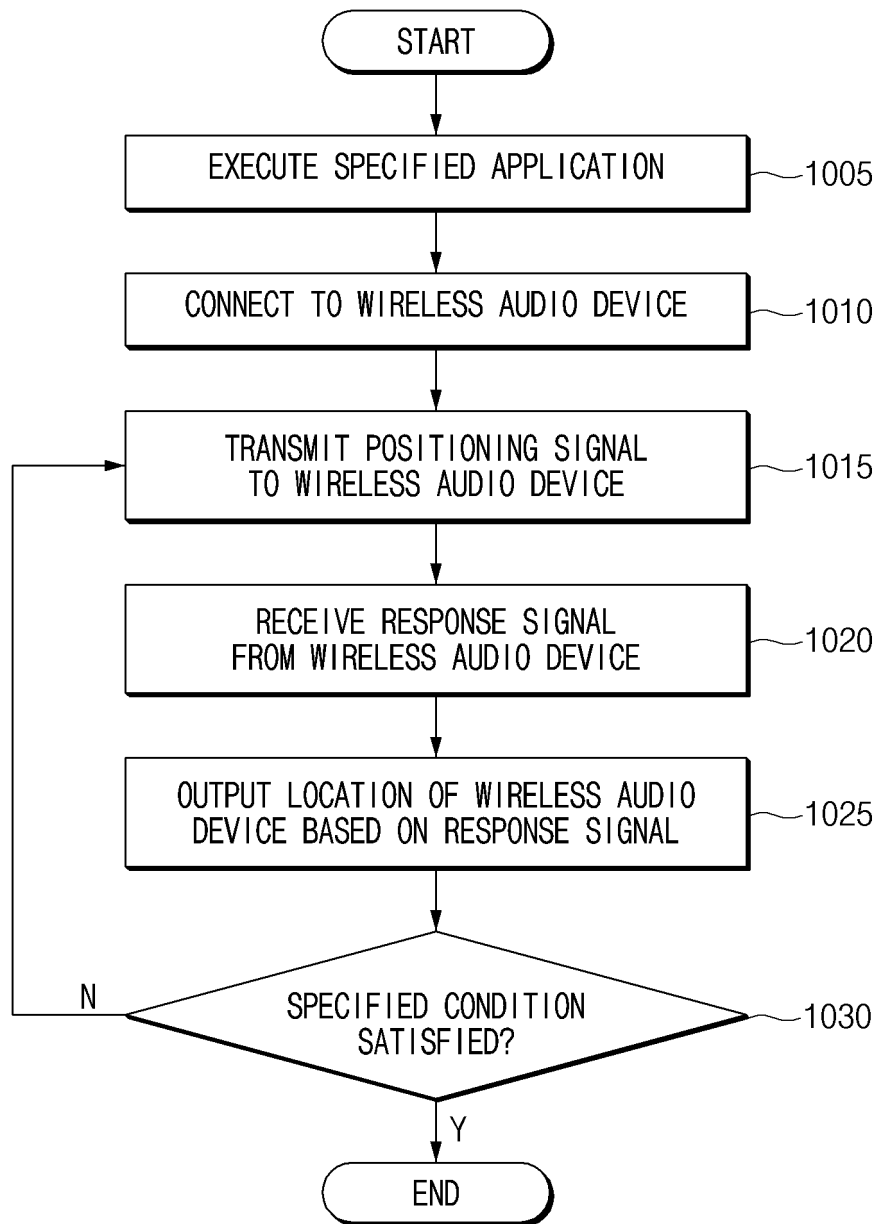 START
EXECUTE SPECIFIED APPLICATION
1005
CONNECT TO WIRELESS AUDIO DEVICE
1010
TRANSMIT POSITIONING SIGNAL
TO WIRELESS AUDIO DEVICE
1015
RECEIVE RESPONSE SIGNAL
FROM WIRELESS AUDIO DEVICE
1020
OUTPUT LOCATION OF WIRELESS AUDIO
DEVICE BASED ON RESPONSE SIGNAL
1025
N
SPECIFIED CONDITION
SATISFIED?
1030
Y
END